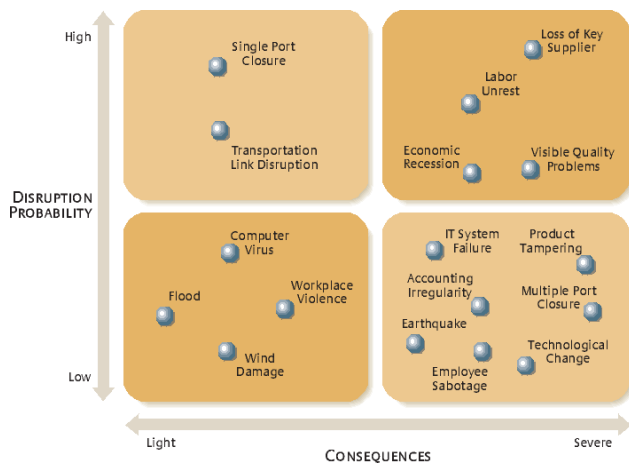 High
Single Port
Closure
Transportation
Link Disruption
Loss of Key
Supplier
Labor
Unrest
Economic
Recession
Visible Quality
Problems
DISRUPTION
PROBABILITY
Computer
Virus
Flood
Workplace
Violence
Wind
Damage
IT System
Failure
Product
Tampering
Accounting
Irregularity
Multiple Port
Closure
Earthquake
Employee
Sabotage
Technological
Change
Low
Light
Severe
CONSEQUENCES